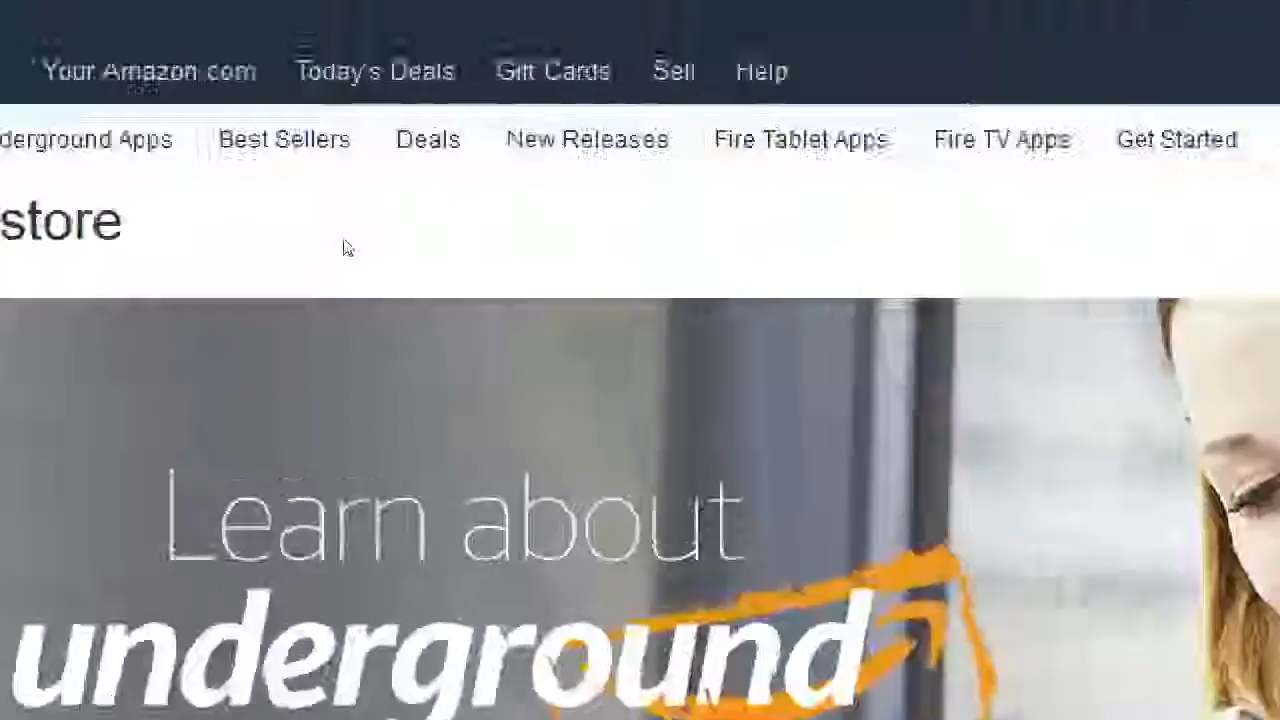 Your Amazon.com Today's Deals Gift Cards Sell Help
derground Apps Best Sellers Deals New Releases Fire Tablet Apps Fire TV Apps Get Started
store
Learn about
underground